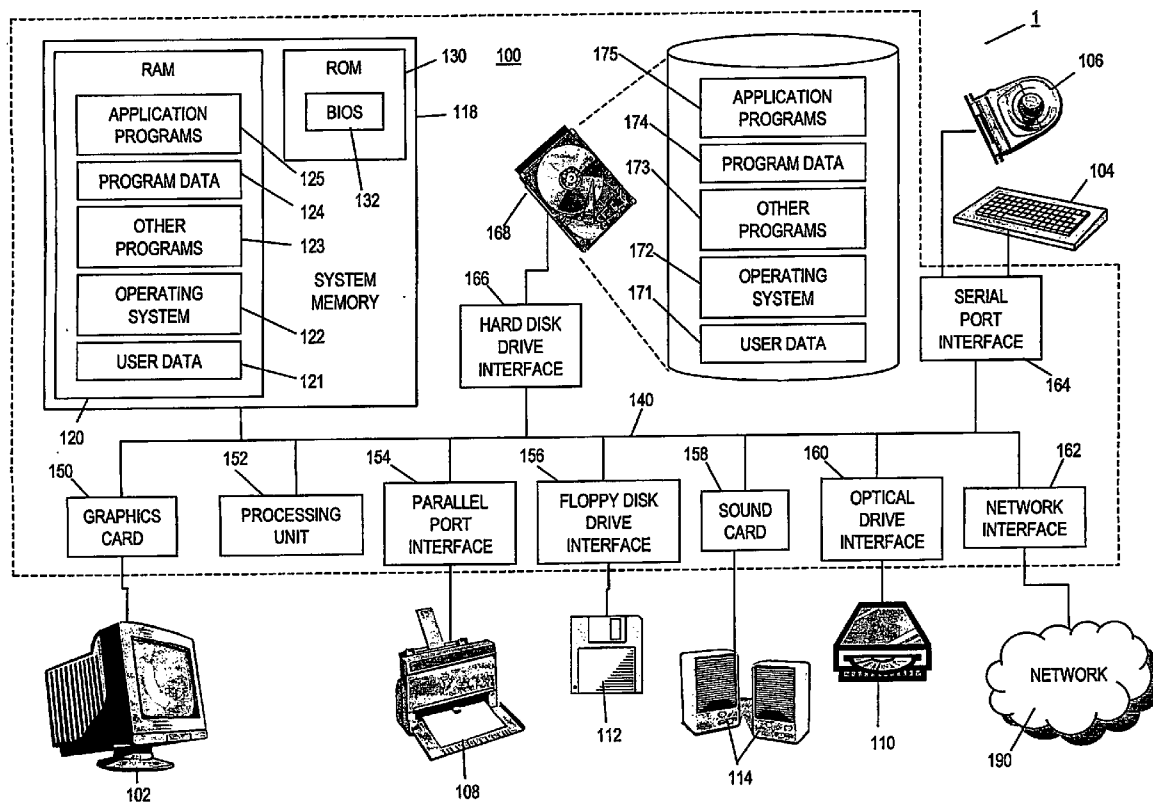 1
RAM
ROM
130
100
175
106
APPLICATION
PROGRAMS
BIOS
118
174
APPLICATION
PROGRAMS
PROGRAM DATA
125
132
173
PROGRAM DATA
104
124
OTHER
PROGRAMS
123
168
172
OTHER
PROGRAMS
SYSTEM
MEMORY
166
OPERATING
SYSTEM
122
171
OPERATING
SYSTEM
SERIAL
PORT
INTERFACE
HARD DISK
DRIVE
INTERFACE
USER DATA
121
USER DATA
164
120
140
150
152
154
156
158
160
162
GRAPHICS
CARD
PROCESSING
UNIT
PARALLEL
PORT
INTERFACE
FLOPPY DISK
DRIVE
INTERFACE
SOUND
CARD
OPTICAL
DRIVE
INTERFACE
NETWORK
INTERFACE
NETWORK
102
108
112
114
110
190